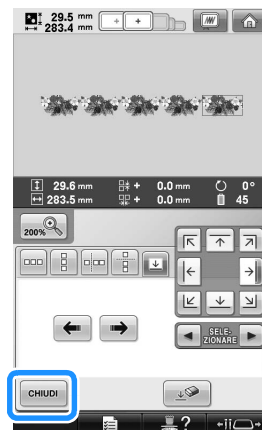 29.5 mm
283.4 mm
29.6 mm + 0.0 mm 0°
283.5 mm + 0.0 mm 45
200%
SELE-
ZIONARE
CHIUDI
?